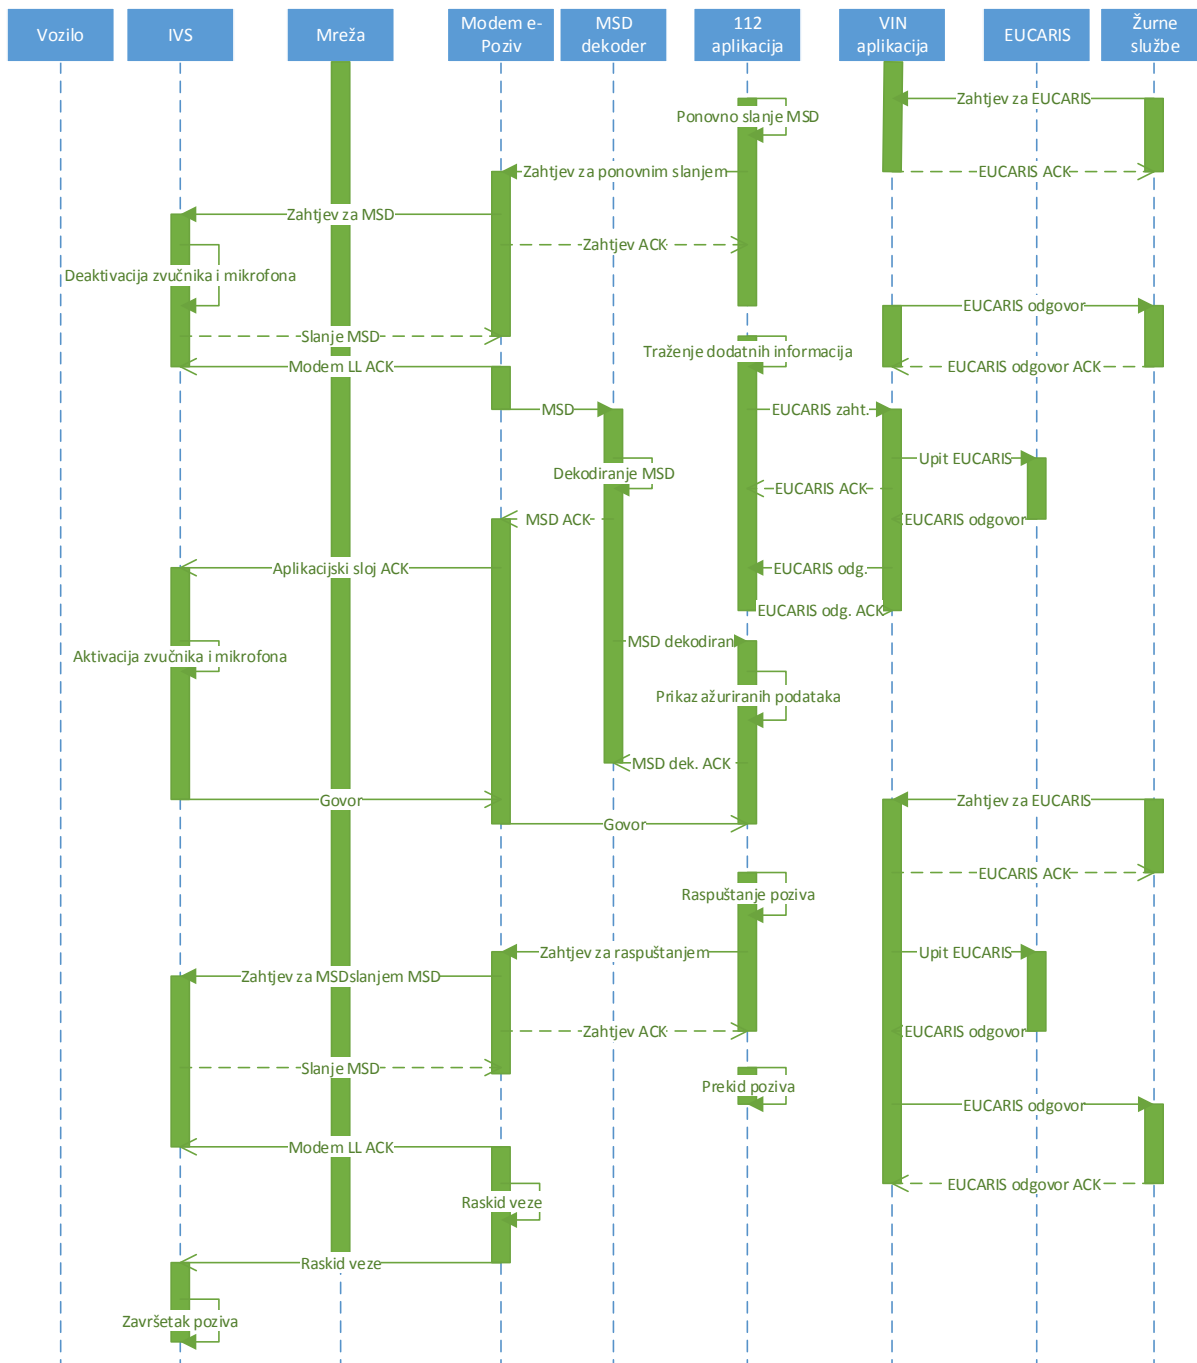 Vozilo
IVS
Mreža
Modem e-
Poziv
MSD
dekoder
112
aplikacija
VIN
aplikacija
EUCARIS
Žurne
službe
Zahtjev za EUCARIS
Ponovno slanje MSD
Zahtjev za ponovnim slanjem
EUCARIS ACK
Zahtjev za MSD
Zahtjev ACK
Deaktivacija zvučnika i mikrofona
EUCARIS odgovor
Slanje MSD
Traženje dodatnih informacija
Modem LL ACK
EUCARIS odgovor ACK
MSD
EUCARIS zaht.
Upit EUCARIS
Dekodiranje MSD
EUCARIS ACK
MSD ACK
EUCARIS odgovor
Aplikacijski sloj ACK
EUCARIS odg.
EUCARIS odg. ACK
MSD dekodiran
Aktivacija zvučnika i mikrofona
Prikaz ažuriranih podataka
MSD dek. ACK
Govor
Zahtjev za EUCARIS
Govor
EUCARIS ACK
Raspuštanje poziva
Zahtjev za raspuštanjem
Upit EUCARIS
Zahtjev za MSDslanjem MSD
Zahtjev ACK
EUCARIS odgovor
Slanje MSD
Prekid poziva
EUCARIS odgovor
Modem LL ACK
EUCARIS odgovor ACK
Raskid veze
Raskid veze
Završetak poziva